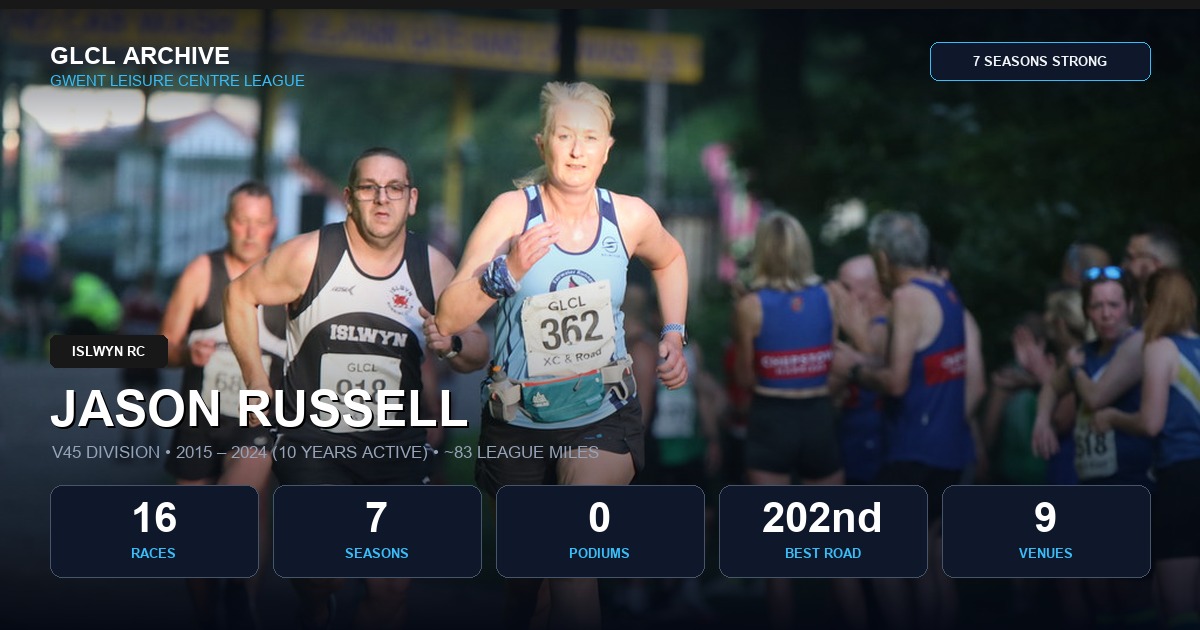 GLCL ARCHIVE
GWENT LEISURE CENTRE LEAGUE
7 SEASONS STRONG
ISLWYN
GLCL
GLCL
362
XC & Road
ISLWYN RC
JASON RUSSELL
V45 DIVISION • 2015 – 2024 (10 YEARS ACTIVE) • ~83 LEAGUE MILES
16
RACES
7
SEASONS
0
PODIUMS
202nd
BEST ROAD
9
VENUES